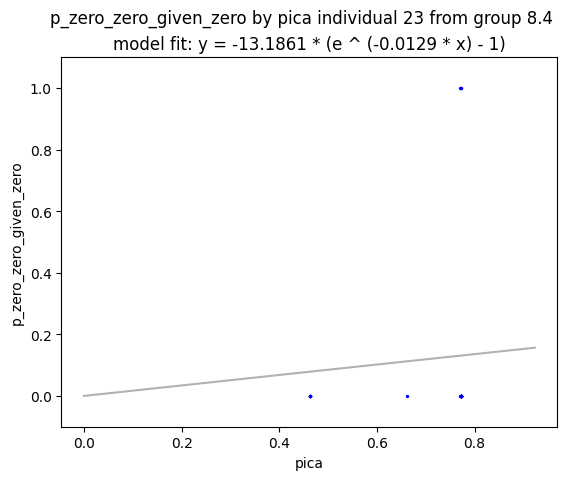 p_zero_zero_given_zero by pica individual 23 from group 8.4
model fit: y = -13.1861 * (e ^ (-0.0129 * x) - 1)
1.0
0.8
0.6
0.4
0.2
0.0
p_zero_zero_given_zero
0.0 0.2 0.4 0.6 0.8
pica